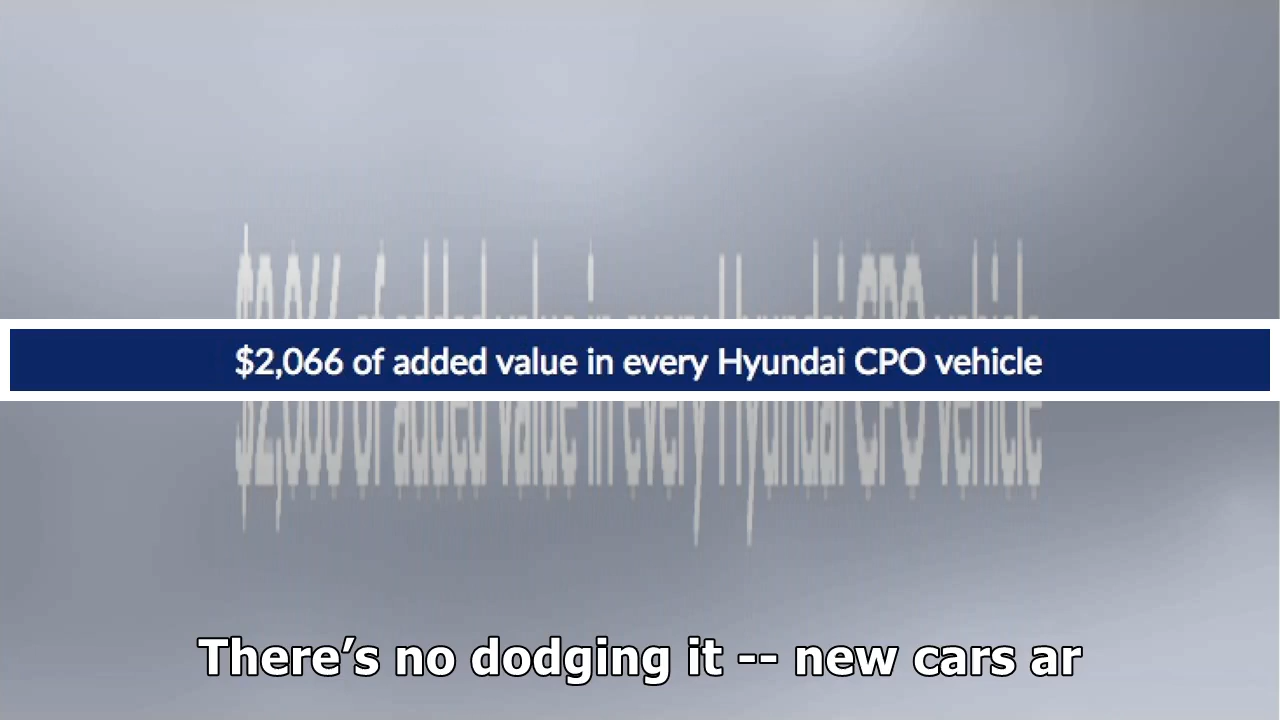 $2,066 of added value in every Hyundai CPO vehicle
There’s no dodging it -- new cars ar